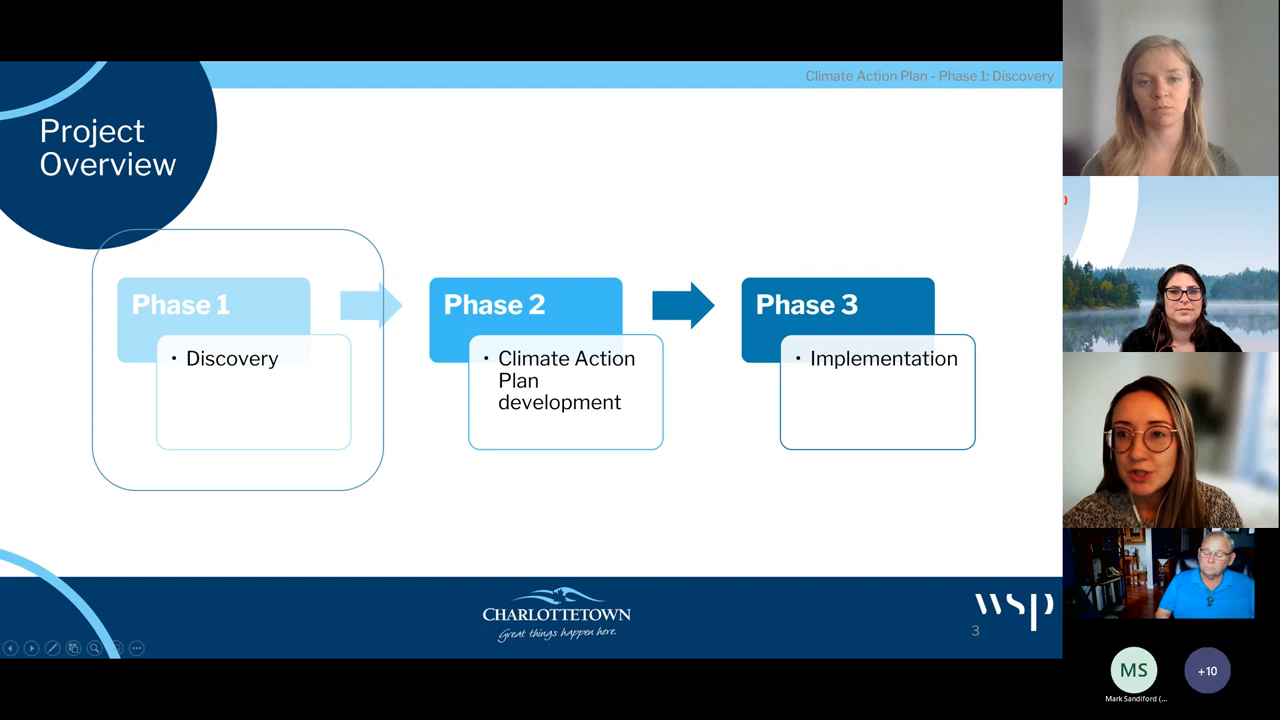 Climate Action Plan - Phase 1: Discovery
Project
Overview
Phase 1
• Discovery
Phase 2
• Climate Action
Plan
development
Phase 3
• Implementation
CHARLOTTETOWN
Great things happen here.
wsp
3
MS
+10
Mark Sandiford (...